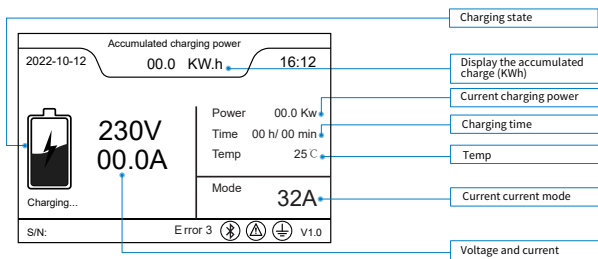 Charging state
Accumulated charging power
2022-10-12 00.0 KW.h 16:12
Display the accumulated
charge (KWh)
Current charging power
Power 00.0 Kw
230V
Time 00 h/ 00 min
Charging time
00.0A
Temp 25℃
Temp
Mode
32A
Current current mode
Charging...
S/N: Error 3 V1.0
Voltage and current